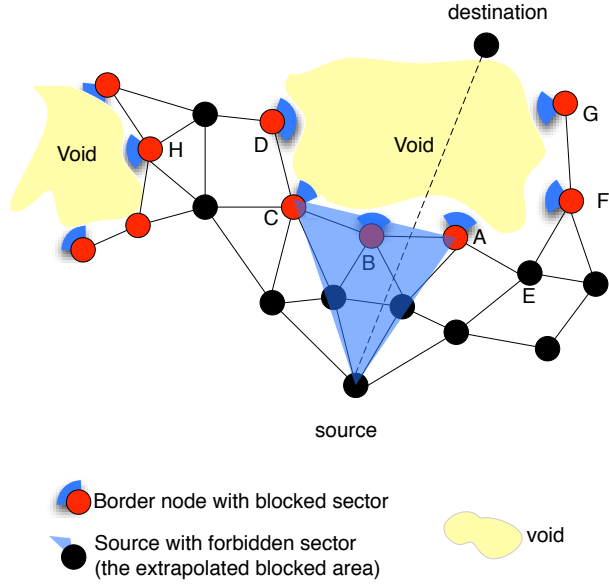 destination
G
Void
H
D
Void
F
C
A
B
E
source
Border node with blocked sector
Source with forbidden sector
(the extrapolated blocked area)
void